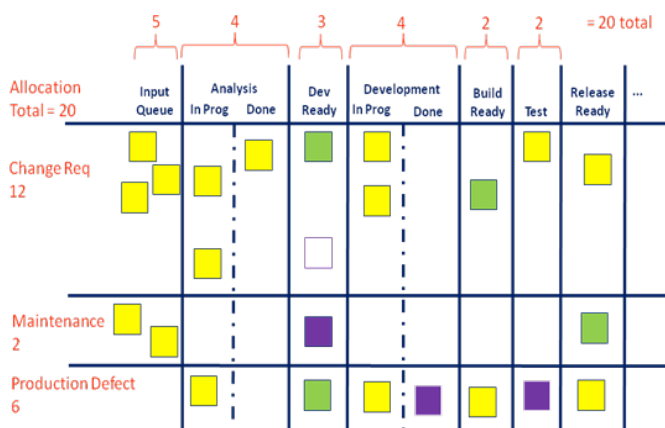 5 4 3 4 2 2 = 20 total
Allocation
Total = 20
Input
Queue
Analysis
In Prog Done
Dev
Ready
Development
In Prog Done
Build
Ready
Test
Release
Ready
...
Change Req
12
Maintenance
2
Production Defect
6